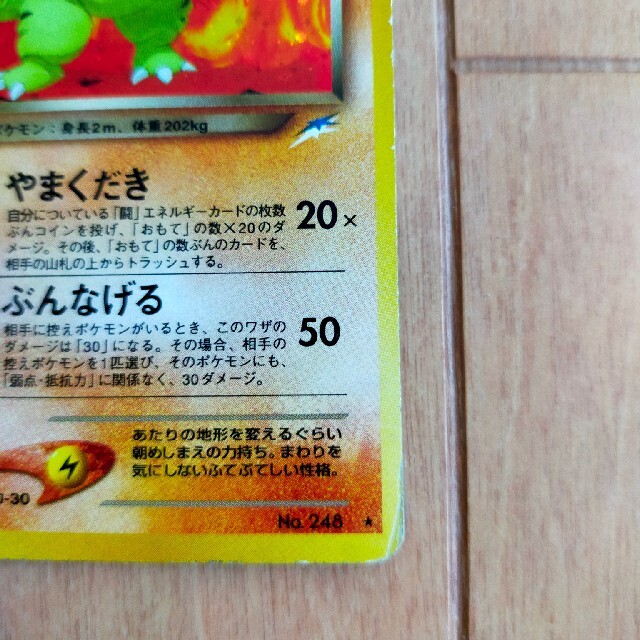 ポケモン：身長2m、体重202kg
やまくだき
自分についている「闘」エネルギーカードの枚数
ぶんコインを投げ、「おもて」の数×20のダ
メージ。その後、「おもて」の数ぶんのカードを、
相手の山札の上からトラッシュする。
20×
ぶんなげる
相手に控えポケモンがいるとき、このワザの
ダメージは「30」になる。その場合、相手の
控えポケモンを1匹選び、そのポケモンにも、
「弱点・抵抗力」に関係なく、30ダメージ。
50
あたりの地形を変えるぐらい
朝めしまえの力持ち。まわりを
気にしないふてぶてしい性格。
-30
No. 248 ★